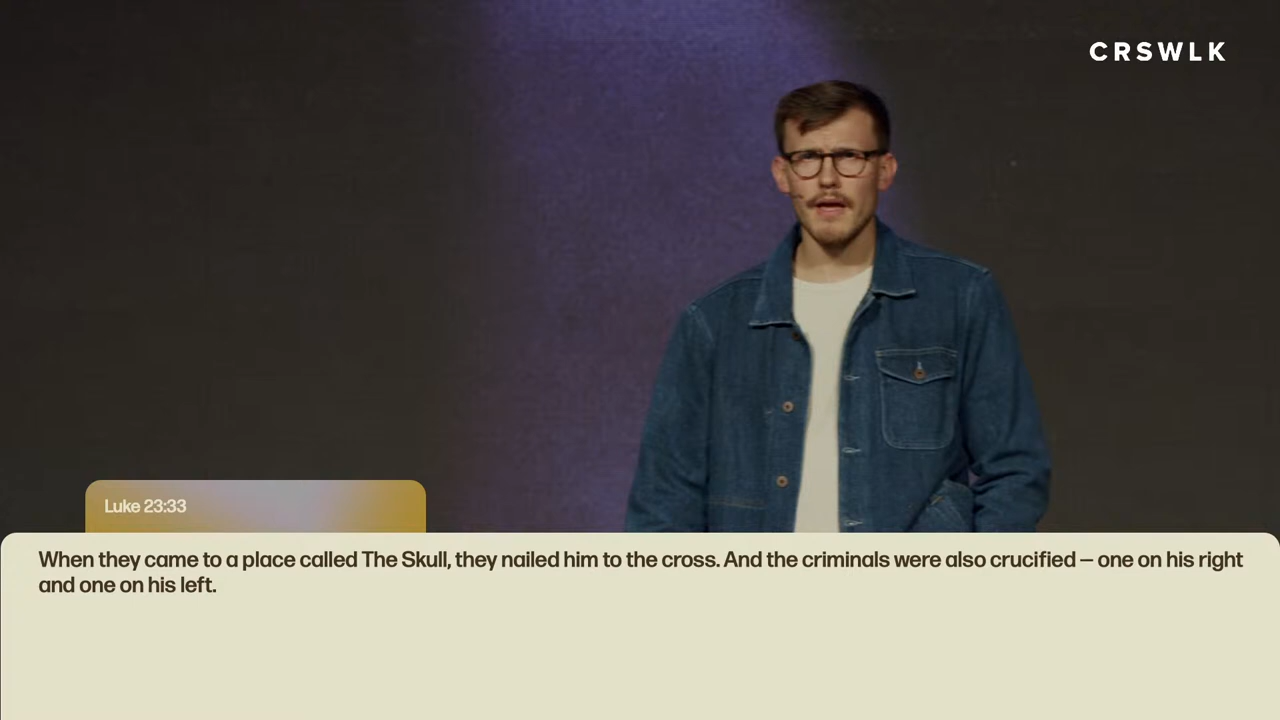 CRSWLK
Luke 23:33
When they came to a place called The Skull, they nailed him to the cross. And the criminals were also crucified – one on his right
and one on his left.